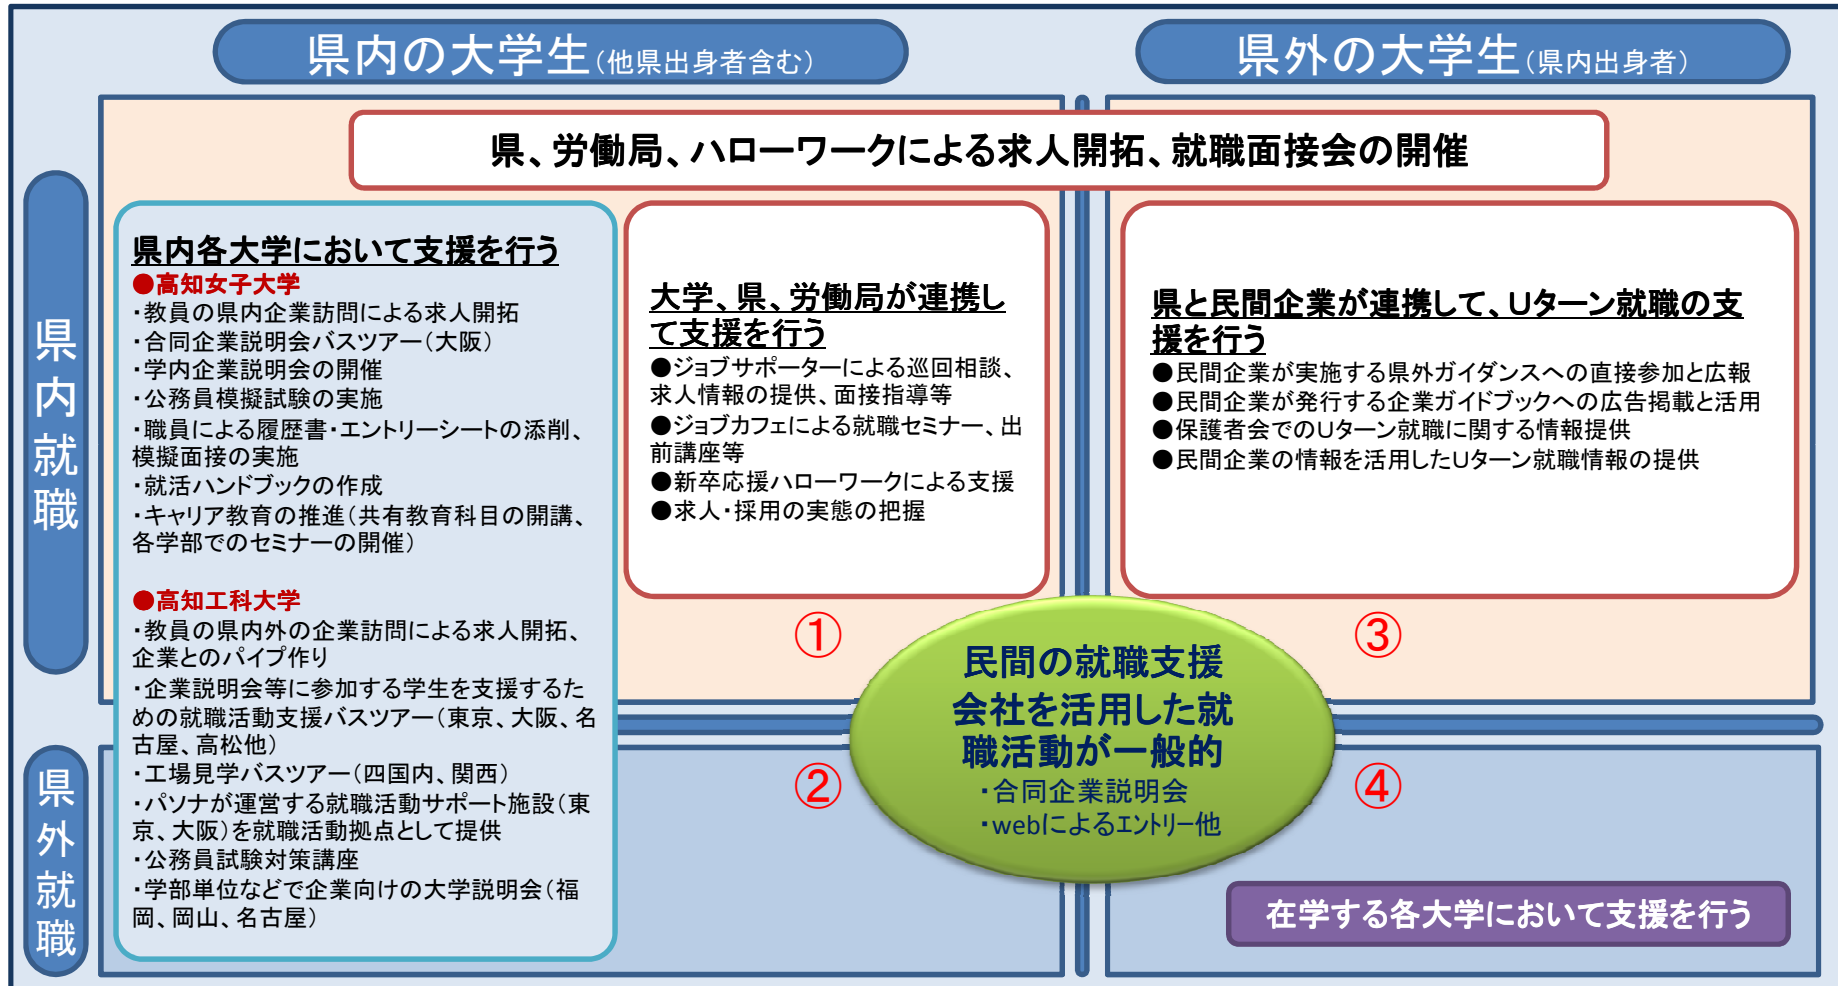 県内の大学生(他県出身者含む)
県外の大学生(県内出身者)
県、労働局、ハローワークによる求人開拓、就職面接会の開催
県内就職
県内各大学において支援を行う
●高知女子大学
・教員の県内企業訪問による求人開拓
・合同企業説明会バスツアー(大阪)
・学内企業説明会の開催
・公務員模擬試験の実施
・職員による履歴書・エントリーシートの添削、
模擬面接の実施
・就活ハンドブックの作成
・キャリア教育の推進(共有教育科目の開講、
各学部でのセミナーの開催)
●高知工科大学
・教員の県内外の企業訪問による求人開拓、
企業とのパイプ作り
・企業説明会等に参加する学生を支援するた
めの就職活動支援バスツアー(東京、大阪、名
古屋、高松他)
・工場見学バスツアー(四国内、関西)
・パソナが運営する就職活動サポート施設(東
京、大阪)を就職活動拠点として提供
・公務員試験対策講座
・学部単位などで企業向けの大学説明会(福
岡、岡山、名古屋)
大学、県、労働局が連携し
て支援を行う
●ジョブサポーターによる巡回相談、
求人情報の提供、面接指導等
●ジョブカフェによる就職セミナー、出
前講座等
●新卒応援ハローワークによる支援
●求人・採用の実態の把握
①
県と民間企業が連携して、Uターン就職の支
援を行う
●民間企業が実施する県外ガイダンスへの直接参加と広報
●民間企業が発行する企業ガイドブックへの広告掲載と活用
●保護者会でのUターン就職に関する情報提供
●民間企業の情報を活用したUターン就職情報の提供
③
民間の就職支援
会社を活用した就
職活動が一般的
・合同企業説明会
・webによるエントリー他
県外就職
②
④
在学する各大学において支援を行う